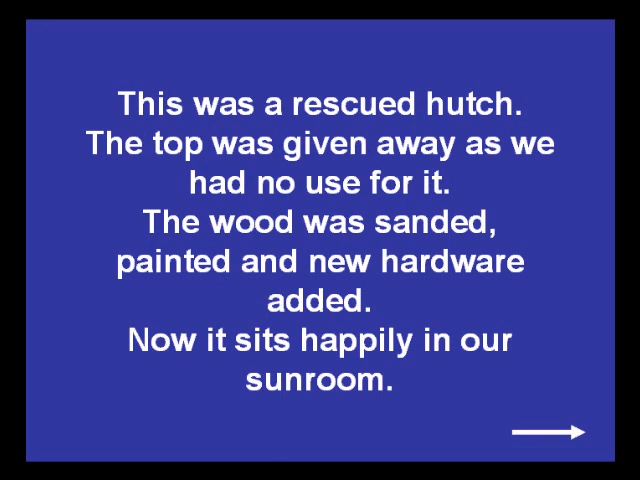 This was a rescued hutch.
The top was given away as we
had no use for it.
The wood was sanded,
painted and new hardware
added.
Now it sits happily in our
sunroom.